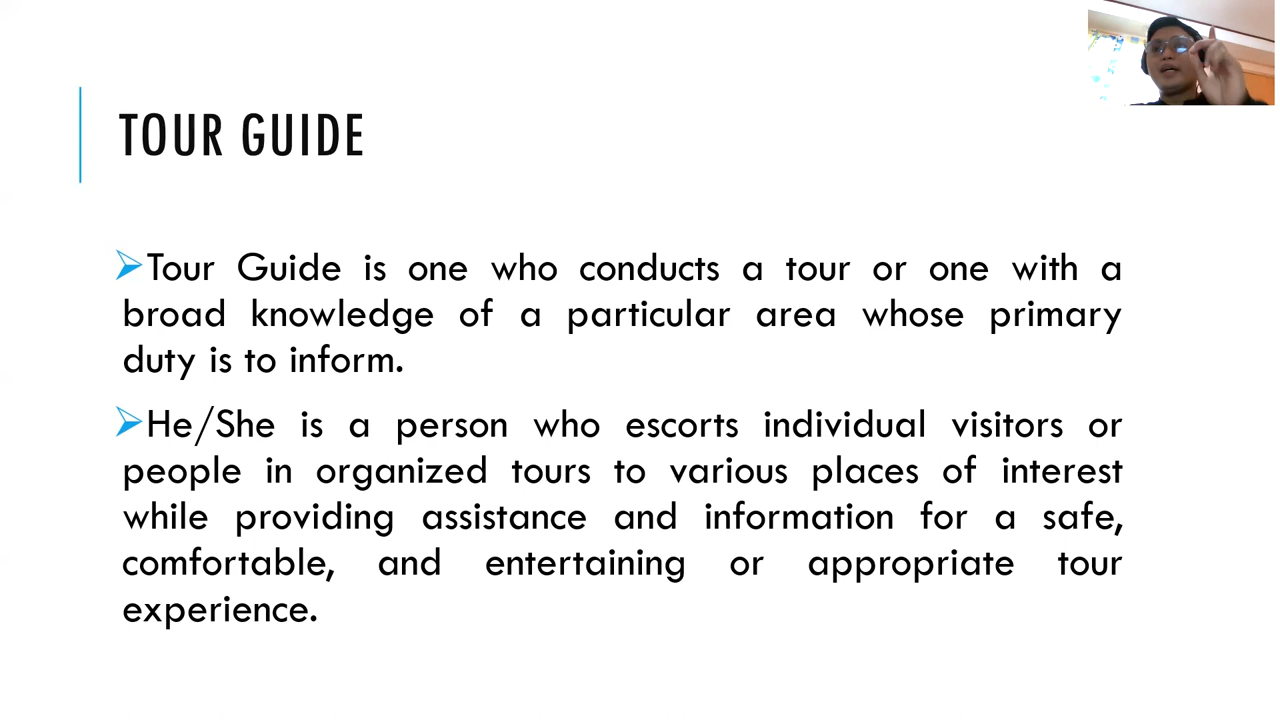 TOUR GUIDE
Tour Guide is one who conducts a tour or one with a
broad knowledge of a particular area whose primary
duty is to inform.
He/She is a person who escorts individual visitors or
people in organized tours to various places of interest
while providing assistance and information for a safe,
comfortable, and entertaining or appropriate tour
experience.